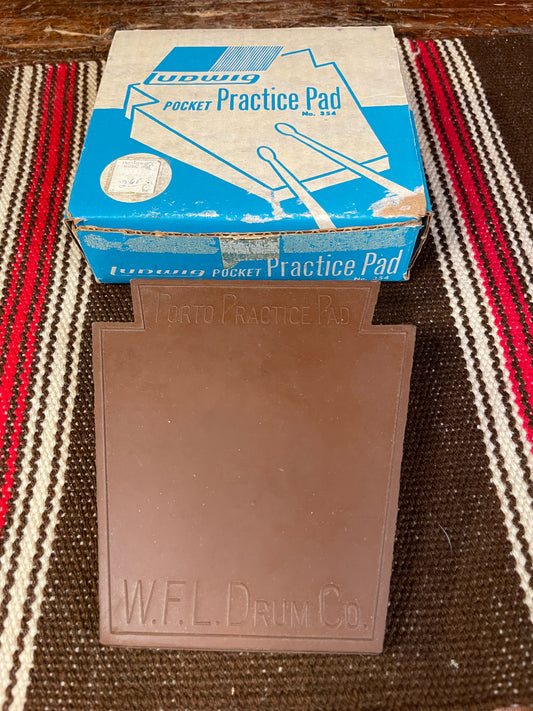 LUDWIG
POCKET Practice Pad
No. 354
LUDWIG POCKET Practice Pad
No. 354
PORTO PRACTICE PAD
W.F.L. DRUM CO.